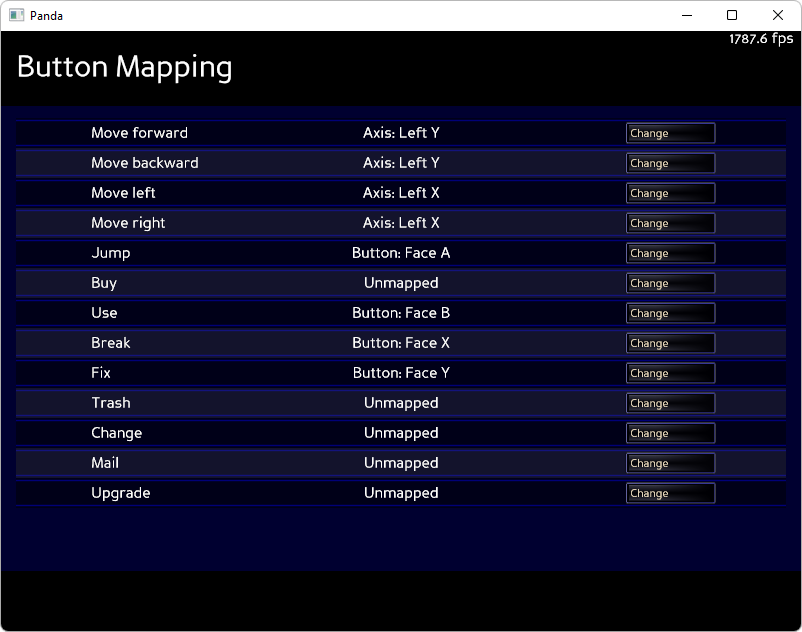 Panda
1787.6 fps
Button Mapping
Move forward Axis: Left Y Change
Move backward Axis: Left Y Change
Move left Axis: Left X Change
Move right Axis: Left X Change
Jump Button: Face A Change
Buy Unmapped Change
Use Button: Face B Change
Break Button: Face X Change
Fix Button: Face Y Change
Trash Unmapped Change
Change Unmapped Change
Mail Unmapped Change
Upgrade Unmapped Change